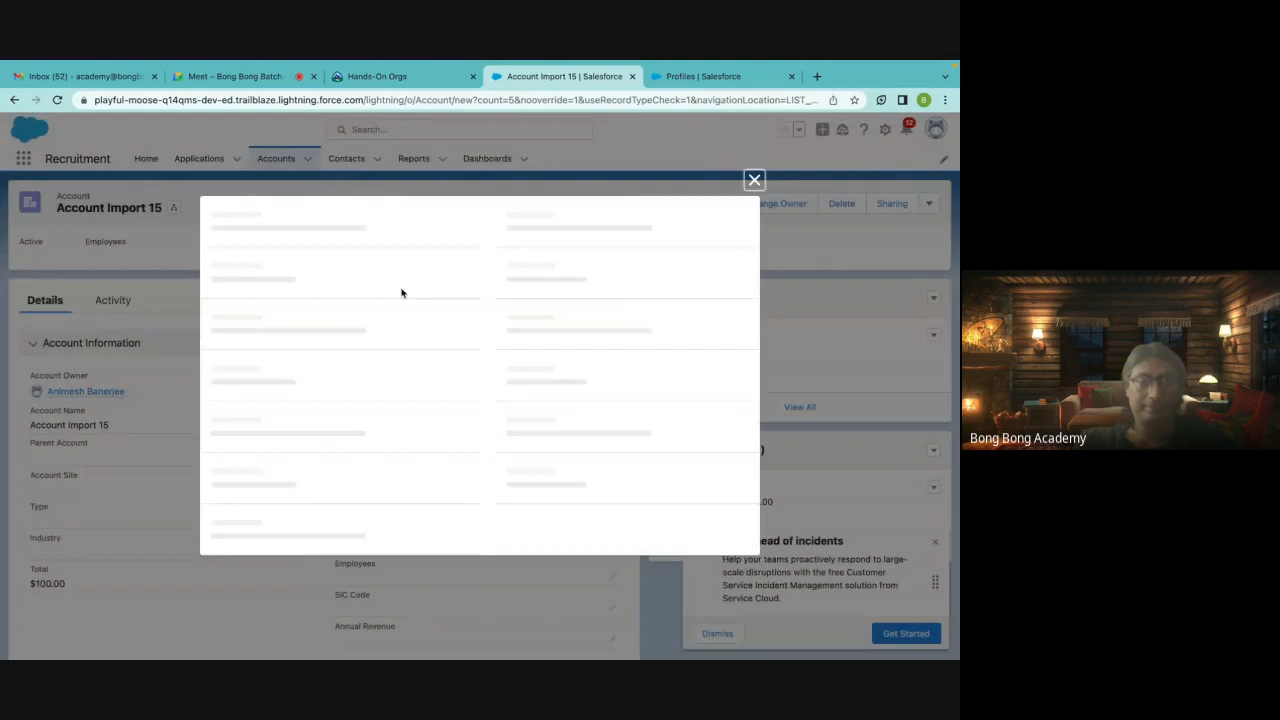 Inbox (52) - academy@bongb
Meet – Bong Bong Batch-
Hands-On Orgs
Account Import 15 | Salesforce
Profiles | Salesforce
playful-moose-q14qms-dev-ed.trailblaze.lightning.force.com/lightning/o/Account/new?count=5&nooverride=1&useRecordTypeCheck=1&navigationLocation=LIST_...
B
Search...
12
Recruitment
Home
Applications
Accounts
Contacts
Reports
Dashboards
Account
Account Import 15
ange Owner
Delete
Sharing
Active
Employees
Details
Activity
Account Information
Account Owner
Animesh Banerjee
Account Name
Account Import 15
Parent Account
Account Site
Type
Industry
Total
$100.00
Employees
SIC Code
Annual Revenue
View All
)
.00
ead of incidents
Help your teams proactively respond to large-
scale disruptions with the free Customer
Service Incident Management solution from
Service Cloud.
Dismiss
Get Started
Bong Bong Academy